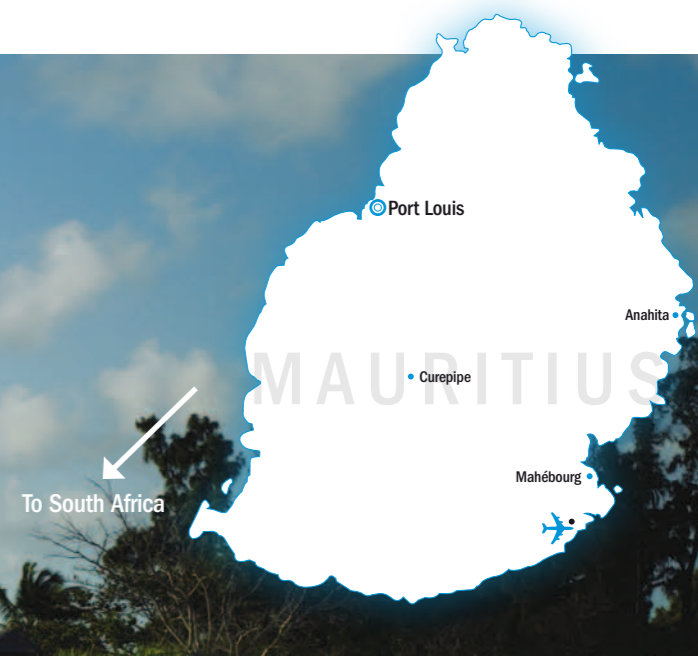 Port Louis
Anahita
MAURITIUS
Curepipe
Mahébourg
To South Africa